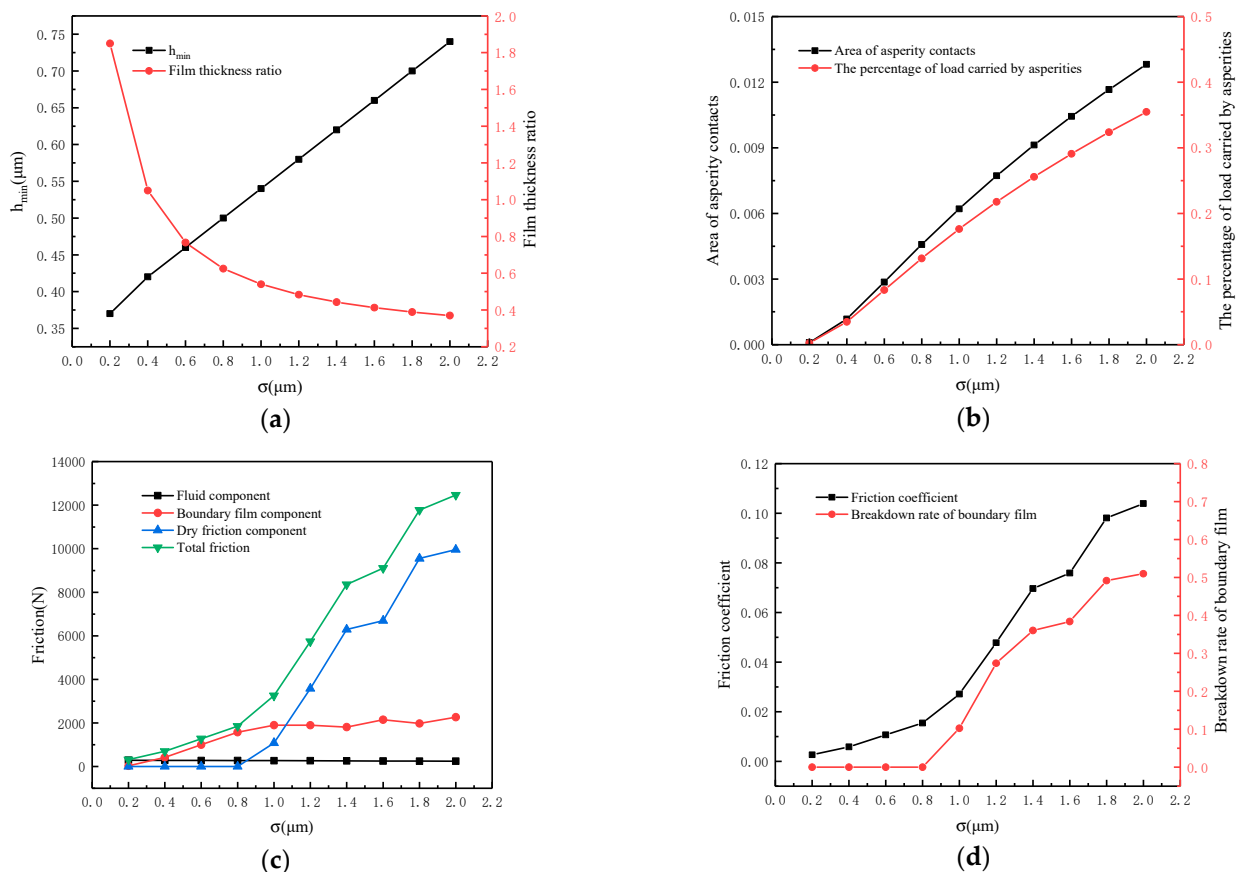 h_min
Film thickness ratio
0.75
0.70
0.65
0.60
0.55
0.50
0.45
0.40
0.35
h_min(μm)
2.0
1.8
1.6
1.4
1.2
1.0
0.8
0.6
0.4
0.2
Film thickness ratio
0.0 0.2 0.4 0.6 0.8 1.0 1.2 1.4 1.6 1.8 2.0 2.2
σ(μm)
(a)
Area of asperity contacts
The percentage of load carried by asperities
0.015
0.012
0.009
0.006
0.003
0.000
Area of asperity contacts
0.5
0.4
0.3
0.2
0.1
0.0
The percentage of load carried by asperities
0.0 0.2 0.4 0.6 0.8 1.0 1.2 1.4 1.6 1.8 2.0 2.2
σ(μm)
(b)
Fluid component
Boundary film component
Dry friction component
Total friction
14000
12000
10000
8000
6000
4000
2000
0
Friction(N)
0.0 0.2 0.4 0.6 0.8 1.0 1.2 1.4 1.6 1.8 2.0 2.2
σ(μm)
(c)
Friction coefficient
Breakdown rate of boundary film
0.12
0.10
0.08
0.06
0.04
0.02
0.00
Friction coefficient
0.8
0.7
0.6
0.5
0.4
0.3
0.2
0.1
0.0
Breakdown rate of boundary film
0.0 0.2 0.4 0.6 0.8 1.0 1.2 1.4 1.6 1.8 2.0 2.2
σ(μm)
(d)